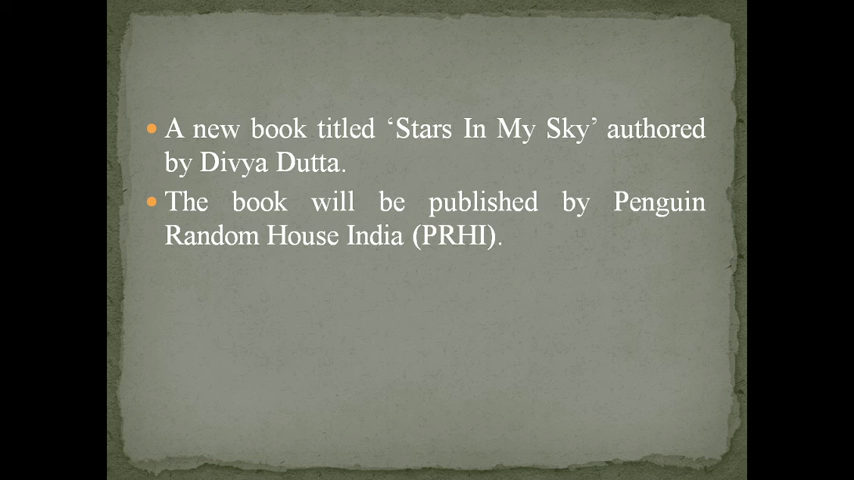 • A new book titled ‘Stars In My Sky’ authored
by Divya Dutta.
• The book will be published by Penguin
Random House India (PRHI).